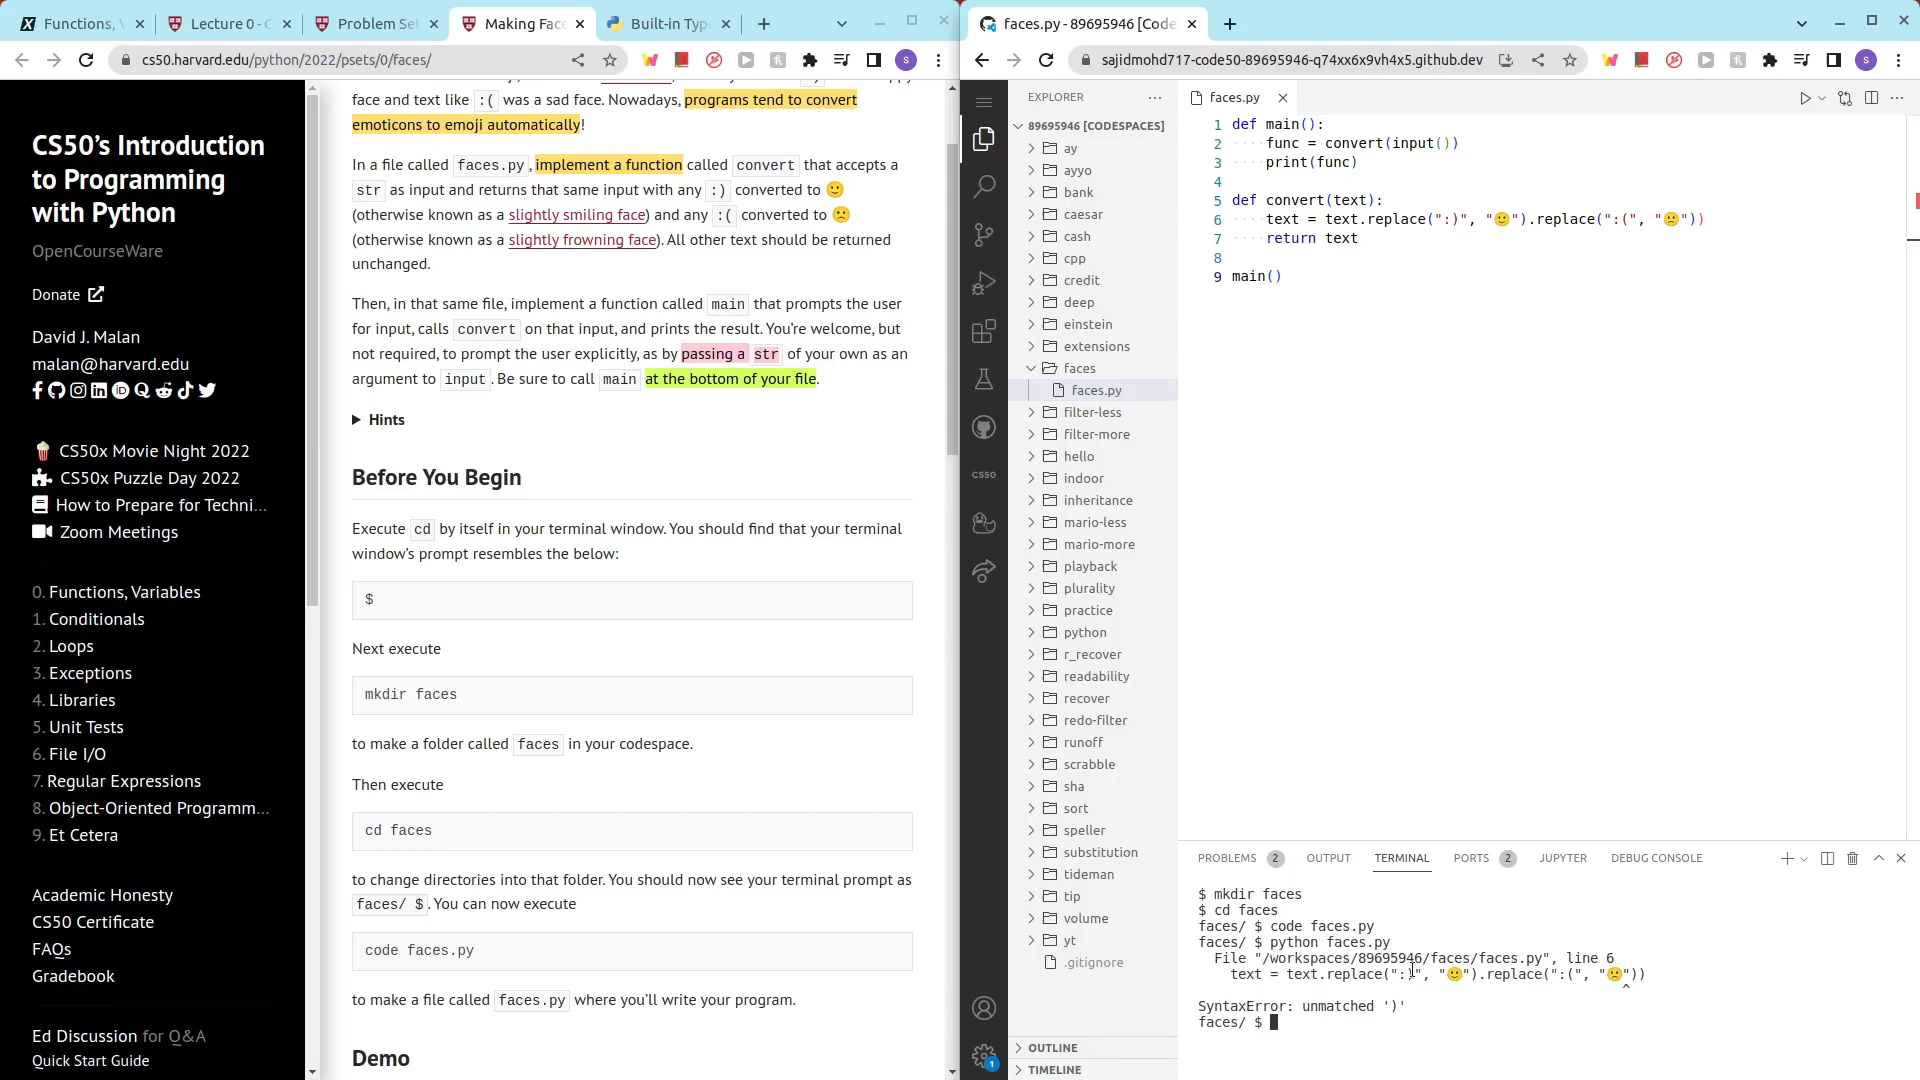 Functions, V
Lecture 0 - C
Problem Set
Making Face
Built-in Type
cs50.harvard.edu/python/2022/psets/0/faces/
S
CS50’s Introduction
to Programming
with Python
OpenCourseWare
Donate
David J. Malan
malan@harvard.edu
🍿 CS50x Movie Night 2022
CS50x Puzzle Day 2022
How to Prepare for Techni...
Zoom Meetings
0. Functions, Variables
1. Conditionals
2. Loops
3. Exceptions
4. Libraries
5. Unit Tests
6. File I/O
7. Regular Expressions
8. Object-Oriented Programm...
9. Et Cetera
Academic Honesty
CS50 Certificate
FAQs
Gradebook
Ed Discussion for Q&A
Quick Start Guide
face and text like :( was a sad face. Nowadays, programs tend to convert
emoticons to emoji automatically!
In a file called faces.py, implement a function called convert that accepts a
str as input and returns that same input with any :) converted to 🙂
(otherwise known as a slightly smiling face) and any :( converted to 🙁
(otherwise known as a slightly frowning face). All other text should be returned
unchanged.
Then, in that same file, implement a function called main that prompts the user
for input, calls convert on that input, and prints the result. You’re welcome, but
not required, to prompt the user explicitly, as by passing a str of your own as an
argument to input. Be sure to call main at the bottom of your file.
Hints
Before You Begin
Execute cd by itself in your terminal window. You should find that your terminal
window’s prompt resembles the below:
$
Next execute
mkdir faces
to make a folder called faces in your codespace.
Then execute
cd faces
to change directories into that folder. You should now see your terminal prompt as
faces/ $. You can now execute
code faces.py
to make a file called faces.py where you’ll write your program.
Demo
faces.py - 89695946 [Code
sajidmohd717-code50-89695946-q74xx6x9vh4x5.github.dev
S
EXPLORER
89695946 [CODESPACES]
ay
ayyo
bank
caesar
cash
cpp
credit
deep
einstein
extensions
faces
faces.py
filter-less
filter-more
hello
indoor
inheritance
mario-less
mario-more
playback
plurality
practice
python
r_recover
readability
recover
redo-filter
runoff
scrabble
sha
sort
speller
substitution
tideman
tip
volume
yt
.gitignore
OUTLINE
TIMELINE
CS50
1
faces.py
1 def main():
2 func = convert(input())
3 print(func)
4
5 def convert(text):
6 text = text.replace(":)", "🙂").replace(":(", "🙁"))
7 return text
8
9 main()
PROBLEMS 2 OUTPUT TERMINAL PORTS 2 JUPYTER DEBUG CONSOLE
$ mkdir faces
$ cd faces
faces/ $ code faces.py
faces/ $ python faces.py
File "/workspaces/89695946/faces/faces.py", line 6
text = text.replace(":)", "🙂").replace(":(", "🙁"))
^
SyntaxError: unmatched ')'
faces/ $